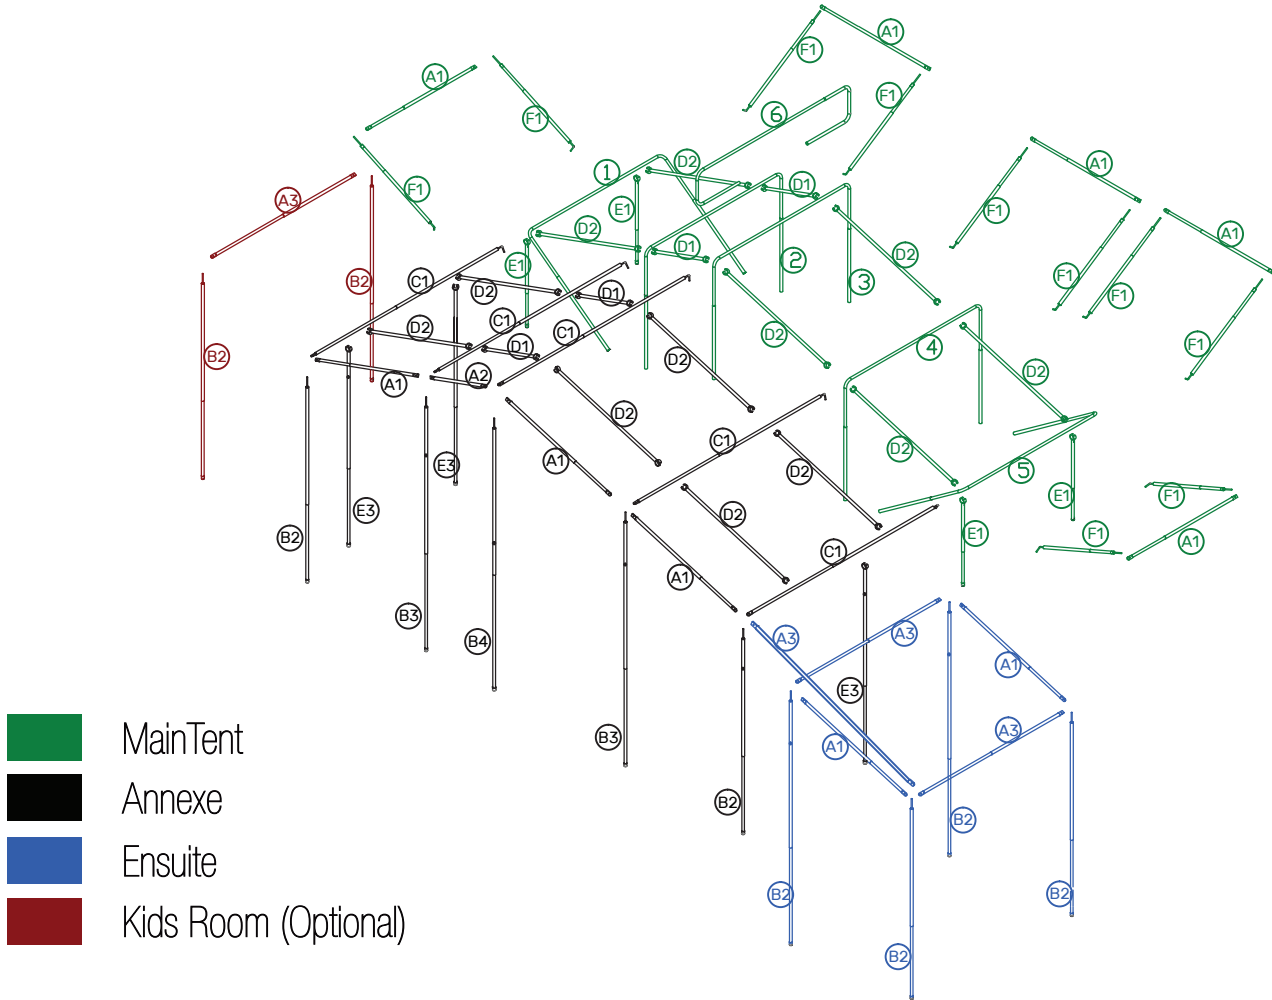 A1
F1
A1
F1
F1
6
F1
A1
D2
1
D1
F1
A3
E1
F1
A1
F1
D2
D1
2
3
D2
E1
C1
B2
D2
D1
F1
F1
C1
C1
D2
D2
4
F1
B2
D1
D2
D2
A1
A2
D2
C1
D2
A1
E3
D2
5
E1
F1
D2
B2
E3
E1
F1
A1
C1
A1
B3
B4
A3
A3
A1
E3
B3
A1
A3
B2
B2
B2
B2
B2
MainTent
Annexe
Ensuite
Kids Room (Optional)